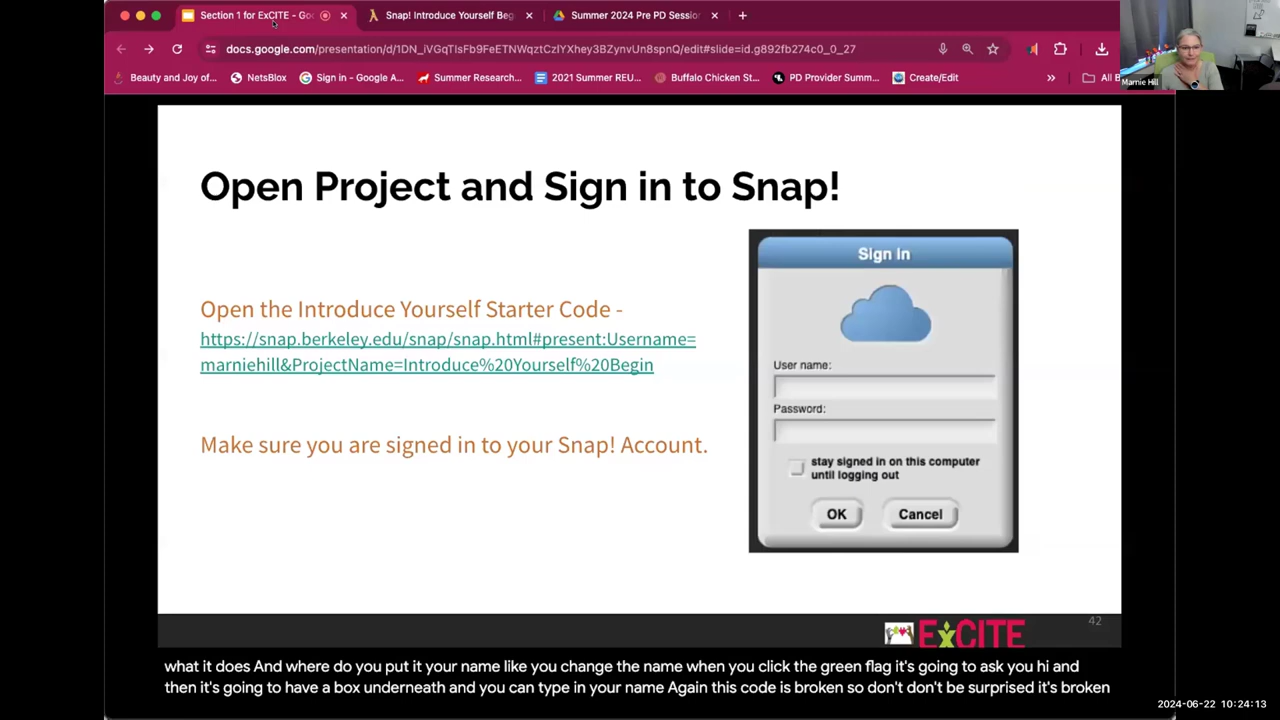 Section 1 for ExCITE - Goo
Snap! Introduce Yourself Beg
Summer 2024 Pre PD Session
docs.google.com/presentation/d/1DN_iVGqTlsFb9FeETNWqztCzIYXhey3BZynvUn8spnQ/edit#slide=id.g892fb274c0_0_27
Beauty and Joy of...
NetsBlox
Sign in - Google A...
Summer Research...
2021 Summer REU...
Buffalo Chicken St...
PD Provider Summ...
Create/Edit
All B
Marnie Hill
Open Project and Sign in to Snap!
Open the Introduce Yourself Starter Code -
https://snap.berkeley.edu/snap/snap.html#present:Username=
marniehill&ProjectName=Introduce%20Yourself%20Begin
Make sure you are signed in to your Snap! Account.
Sign in
User name:
Password:
stay signed in on this computer
until logging out
OK
Cancel
ExCITE
42
what it does And where do you put it your name like you change the name when you click the green flag it's going to ask you hi and
then it's going to have a box underneath and you can type in your name Again this code is broken so don't don't be surprised it's broken
2024-06-22 10:24:13